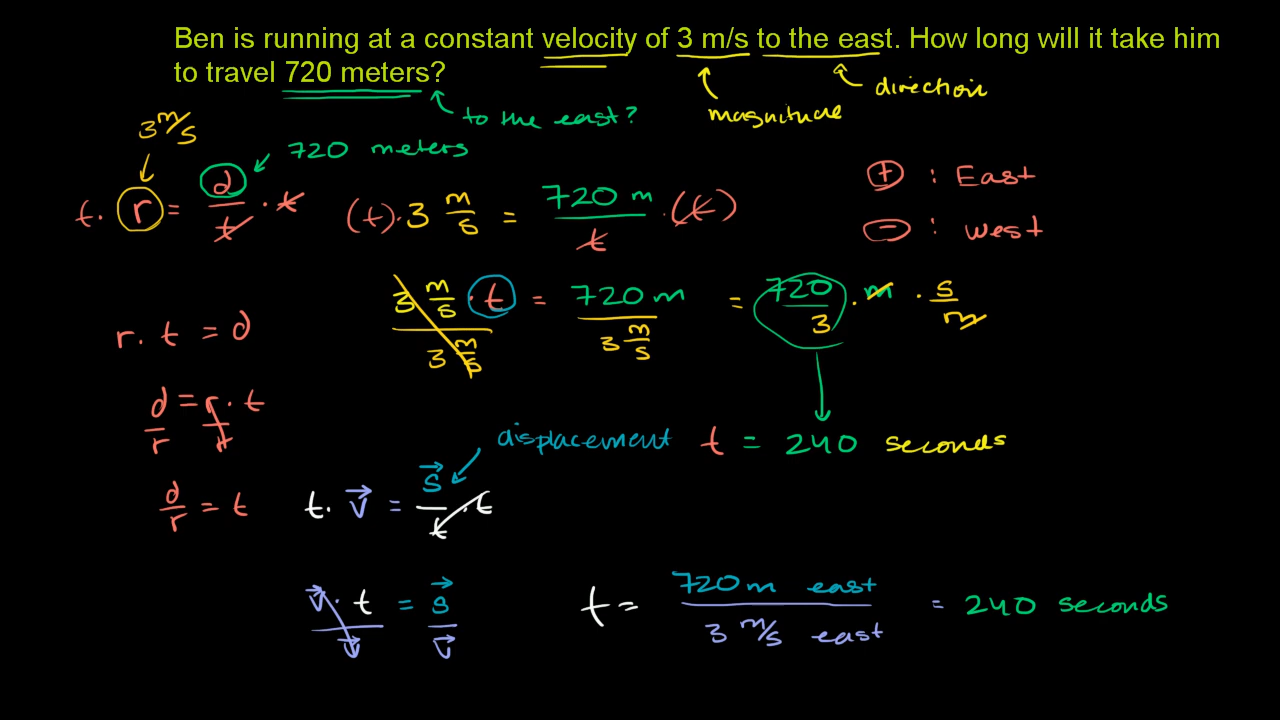 Ben is running at a constant velocity of 3 m/s to the east. How long will it take him
to travel 720 meters?
direction
magnitude
to the east?
3 m/s
720 meters
t · r = d/t · t
(t) · 3 m/s = 720 m/t · (t)
+ : East
− : West
3 m/s · t / 3 m/s = 720 m / 3 m/s = 720/3 · m · s/m
r · t = d
d/r = r · t/r
displacement
t = 240 seconds
d/r = t
t · v⃗ = s⃗/t · t
v⃗ · t / v⃗ = s⃗/v⃗
t = 720 m east / 3 m/s east = 240 seconds